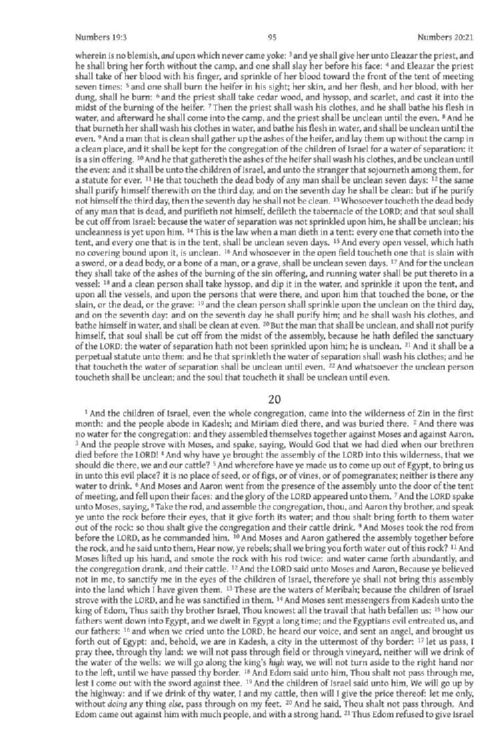 Numbers 19:3 95 Numbers 20:21
wherein is no blemish, and upon which never came yoke: 3 and ye shall give her unto Eleazar the priest, and
he shall bring her forth without the camp, and one shall slay her before his face: 4 and Eleazar the priest
shall take of her blood with his finger, and sprinkle of her blood toward the front of the tent of meeting
seven times: 5 and one shall burn the heifer in his sight; her skin, and her flesh, and her blood, with her
dung, shall he burn: 6 and the priest shall take cedar wood, and hyssop, and scarlet, and cast it into the
midst of the burning of the heifer. 7 Then the priest shall wash his clothes, and he shall bathe his flesh in
water, and afterward he shall come into the camp, and the priest shall be unclean until the even. 8 And he
that burneth her shall wash his clothes in water, and bathe his flesh in water, and shall be unclean until the
even. 9 And a man that is clean shall gather up the ashes of the heifer, and lay them up without the camp in
a clean place, and it shall be kept for the congregation of the children of Israel for a water of separation: it
is a sin offering. 10 And he that gathereth the ashes of the heifer shall wash his clothes, and be unclean until
the even: and it shall be unto the children of Israel, and unto the stranger that sojourneth among them, for
a statute for ever. 11 He that toucheth the dead body of any man shall be unclean seven days: 12 the same
shall purify himself therewith on the third day, and on the seventh day he shall be clean: but if he purify
not himself the third day, then the seventh day he shall not be clean. 13 Whosoever toucheth the dead body
of any man that is dead, and purifieth not himself, defileth the tabernacle of the LORD; and that soul shall
be cut off from Israel: because the water of separation was not sprinkled upon him, he shall be unclean; his
uncleanness is yet upon him. 14 This is the law when a man dieth in a tent: every one that cometh into the
tent, and every one that is in the tent, shall be unclean seven days. 15 And every open vessel, which hath
no covering bound upon it, is unclean. 16 And whosoever in the open field toucheth one that is slain with
a sword, or a dead body, or a bone of a man, or a grave, shall be unclean seven days. 17 And for the unclean
they shall take of the ashes of the burning of the sin offering, and running water shall be put thereto in a
vessel: 18 and a clean person shall take hyssop, and dip it in the water, and sprinkle it upon the tent, and
upon all the vessels, and upon the persons that were there, and upon him that touched the bone, or the
slain, or the dead, or the grave: 19 and the clean person shall sprinkle upon the unclean on the third day,
and on the seventh day: and on the seventh day he shall purify him; and he shall wash his clothes, and
bathe himself in water, and shall be clean at even. 20 But the man that shall be unclean, and shall not purify
himself, that soul shall be cut off from the midst of the assembly, because he hath defiled the sanctuary
of the LORD: the water of separation hath not been sprinkled upon him; he is unclean. 21 And it shall be a
perpetual statute unto them: and he that sprinkleth the water of separation shall wash his clothes; and he
that toucheth the water of separation shall be unclean until even. 22 And whatsoever the unclean person
toucheth shall be unclean; and the soul that toucheth it shall be unclean until even.
20
1 And the children of Israel, even the whole congregation, came into the wilderness of Zin in the first
month: and the people abode in Kadesh; and Miriam died there, and was buried there. 2 And there was
no water for the congregation: and they assembled themselves together against Moses and against Aaron.
3 And the people strove with Moses, and spake, saying, Would God that we had died when our brethren
died before the LORD! 4 And why have ye brought the assembly of the LORD into this wilderness, that we
should die there, we and our cattle? 5 And wherefore have ye made us to come up out of Egypt, to bring us
in unto this evil place? it is no place of seed, or of figs, or of vines, or of pomegranates; neither is there any
water to drink. 6 And Moses and Aaron went from the presence of the assembly unto the door of the tent
of meeting, and fell upon their faces: and the glory of the LORD appeared unto them. 7 And the LORD spake
unto Moses, saying, 8 Take the rod, and assemble the congregation, thou, and Aaron thy brother, and speak
ye unto the rock before their eyes, that it give forth its water; and thou shalt bring forth to them water
out of the rock: so thou shalt give the congregation and their cattle drink. 9 And Moses took the rod from
before the LORD, as he commanded him. 10 And Moses and Aaron gathered the assembly together before
the rock, and he said unto them, Hear now, ye rebels; shall we bring you forth water out of this rock? 11 And
Moses lifted up his hand, and smote the rock with his rod twice: and water came forth abundantly, and
the congregation drank, and their cattle. 12 And the LORD said unto Moses and Aaron, Because ye believed
not in me, to sanctify me in the eyes of the children of Israel, therefore ye shall not bring this assembly
into the land which I have given them. 13 These are the waters of Meribah; because the children of Israel
strove with the LORD, and he was sanctified in them. 14 And Moses sent messengers from Kadesh unto the
king of Edom, Thus saith thy brother Israel, Thou knowest all the travail that hath befallen us: 15 how our
fathers went down into Egypt, and we dwelt in Egypt a long time; and the Egyptians evil entreated us, and
our fathers: 16 and when we cried unto the LORD, he heard our voice, and sent an angel, and brought us
forth out of Egypt: and, behold, we are in Kadesh, a city in the uttermost of thy border: 17 let us pass, I
pray thee, through thy land: we will not pass through field or through vineyard, neither will we drink of
the water of the wells: we will go along the king's high way, we will not turn aside to the right hand nor
to the left, until we have passed thy border. 18 And Edom said unto him, Thou shalt not pass through me,
lest I come out with the sword against thee. 19 And the children of Israel said unto him, We will go up by
the highway: and if we drink of thy water, I and my cattle, then will I give the price thereof: let me only,
without doing any thing else, pass through on my feet. 20 And he said, Thou shalt not pass through. And
Edom came out against him with much people, and with a strong hand. 21 Thus Edom refused to give Israel